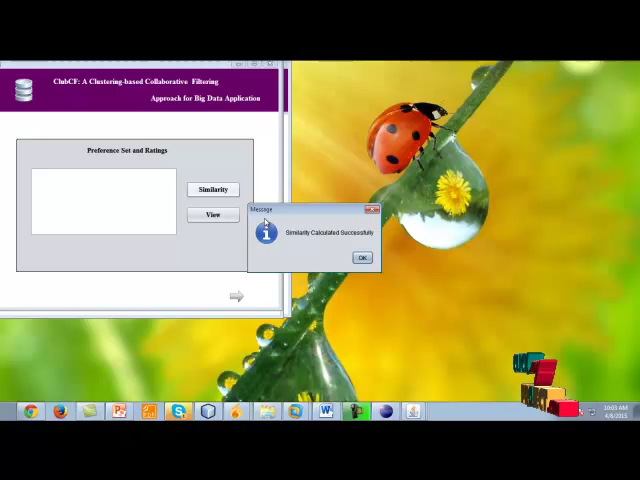 ClubCF: A Clustering-based Collaborative Filtering
Approach for Big Data Application
Preference Set and Ratings
Similarity
View
Message
Similarity Calculated Successfully
OK
10:03 AM
4/8/2015